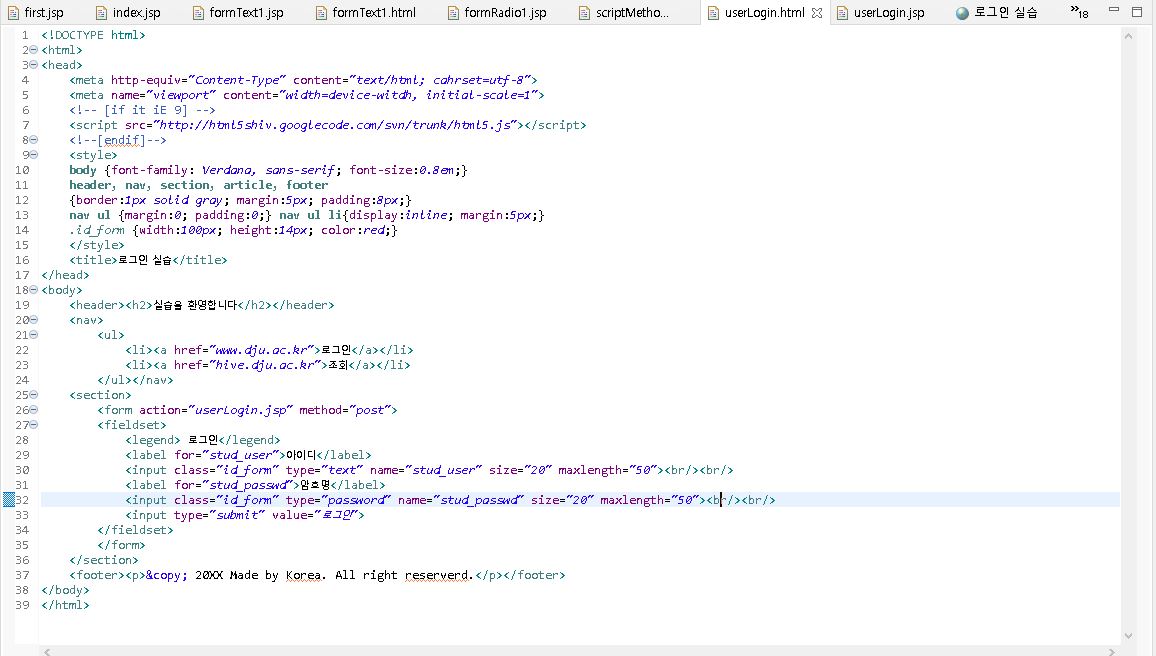 first.jsp index.jsp formText1.jsp formText1.html formRadio1.jsp scriptMetho... userLogin.html userLogin.jsp 로그인 실습 »18
1 <!DOCTYPE html>
2 <html>
3 <head>
4 <meta http-equiv="Content-Type" content="text/html; cahrset=utf-8">
5 <meta name="viewport" content="width=device-witdh, initial-scale=1">
6 <!-- [if it iE 9] -->
7 <script src="http://html5shiv.googlecode.com/svn/trunk/html5.js"></script>
8 <!--[endif]-->
9 <style>
10 body {font-family: Verdana, sans-serif; font-size:0.8em;}
11 header, nav, section, article, footer
12 {border:1px solid gray; margin:5px; padding:8px;}
13 nav ul {margin:0; padding:0;} nav ul li{display:inline; margin:5px;}
14 .id_form {width:100px; height:14px; color:red;}
15 </style>
16 <title>로그인 실습</title>
17 </head>
18 <body>
19 <header><h2>실습을 환영합니다</h2></header>
20 <nav>
21 <ul>
22 <li><a href="www.dju.ac.kr">로그인</a></li>
23 <li><a href="hive.dju.ac.kr">조회</a></li>
24 </ul></nav>
25 <section>
26 <form action="userLogin.jsp" method="post">
27 <fieldset>
28 <legend> 로그인</legend>
29 <label for="stud_user">아이디</label>
30 <input class="id_form" type="text" name="stud_user" size="20" maxlength="50"><br/><br/>
31 <label for="stud_passwd">암호명</label>
32 <input class="id_form" type="password" name="stud_passwd" size="20" maxlength="50"><br/><br/>
33 <input type="submit" value="로그인">
34 </fieldset>
35 </form>
36 </section>
37 <footer><p>&copy; 20XX Made by Korea. All right reserverd.</p></footer>
38 </body>
39 </html>